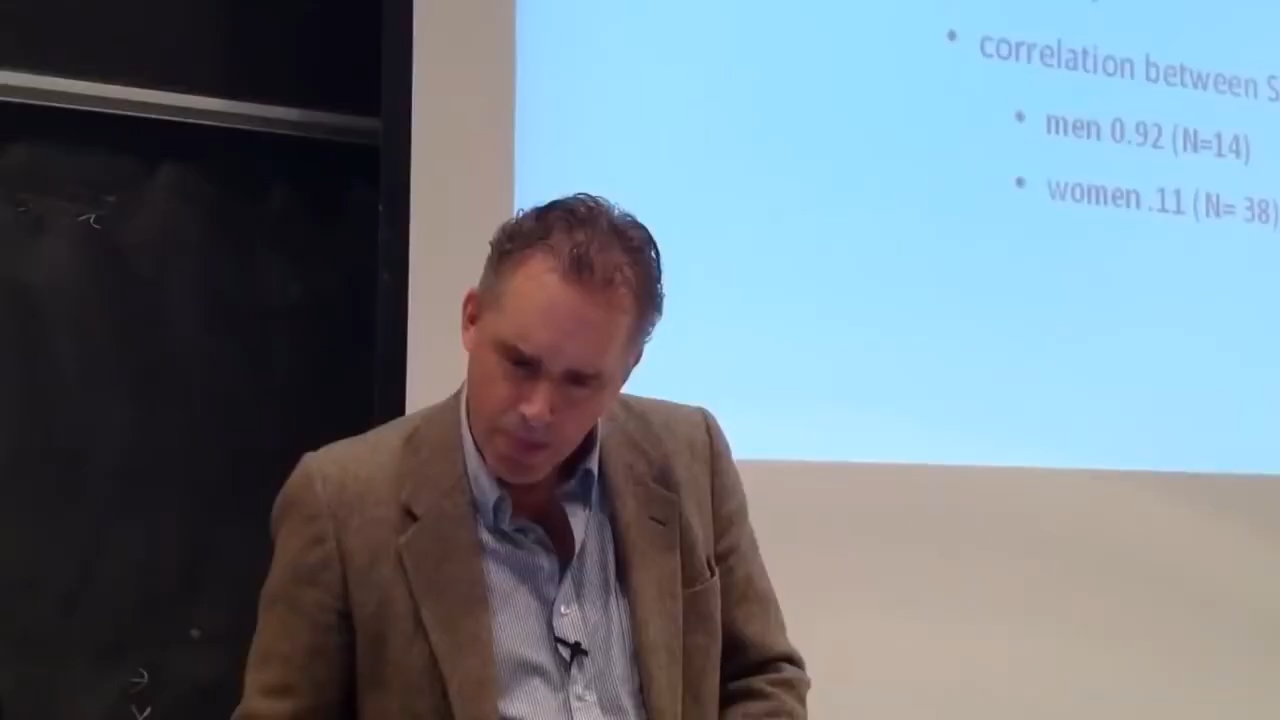 • correlation between S
• men 0.92 (N=14)
• women .11 (N= 38)